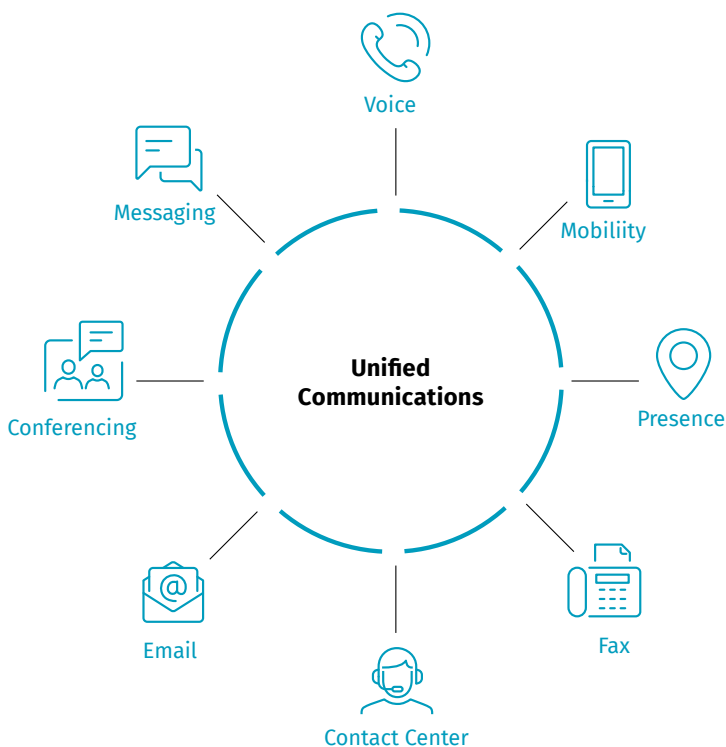 Voice
Messaging
Mobiliity
Unified
Communications
Conferencing
Presence
@
Email
Fax
Contact Center